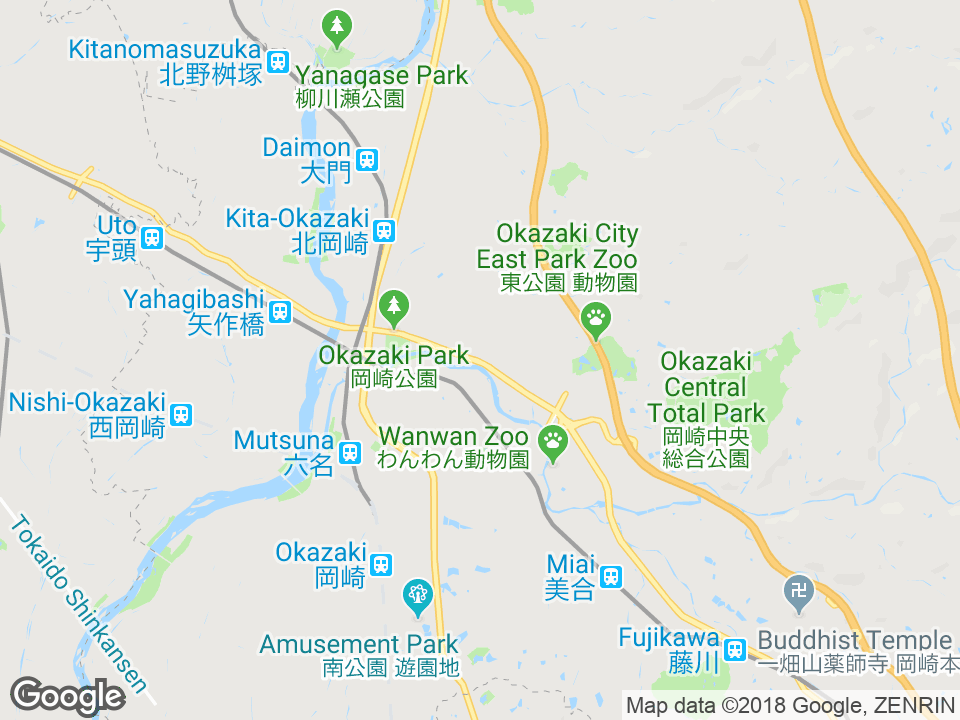 Kitanomasuzuka
北野桝塚
Yanagase Park
柳川瀬公園
Daimon
大門
Kita-Okazaki
北岡崎
Uto
宇頭
Okazaki City
East Park Zoo
東公園 動物園
Yahagibashi
矢作橋
Okazaki Park
岡崎公園
Okazaki
Central
Total Park
岡崎中央
総合公園
Nishi-Okazaki
西岡崎
Mutsuna
六名
Wanwan Zoo
わんわん動物園
Tokaido Shinkansen
Okazaki
岡崎
Miai
美合
Amusement Park
南公園 遊園地
Fujikawa
藤川
Buddhist Temple
一畑山薬師寺 岡崎本
Google
Map data ©2018 Google, ZENRIN